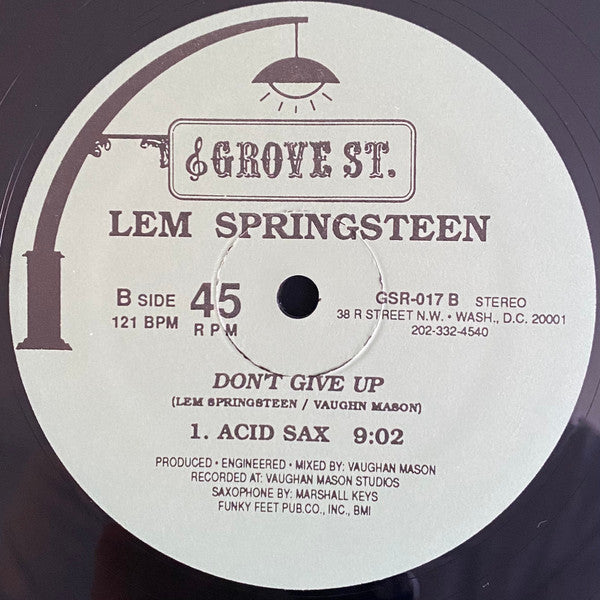 GROVE ST.
LEM SPRINGSTEEN
B SIDE 45 GSR-017 B STEREO
121 BPM RPM 38 R STREET N.W. • WASH., D.C. 20001
202-332-4540
DON'T GIVE UP
(LEM SPRINGSTEEN / VAUGHN MASON)
1. ACID SAX 9:02
PRODUCED • ENGINEERED • MIXED BY: VAUGHAN MASON
RECORDED AT: VAUGHAN MASON STUDIOS
SAXOPHONE BY: MARSHALL KEYS
FUNKY FEET PUB.CO., INC., BMI